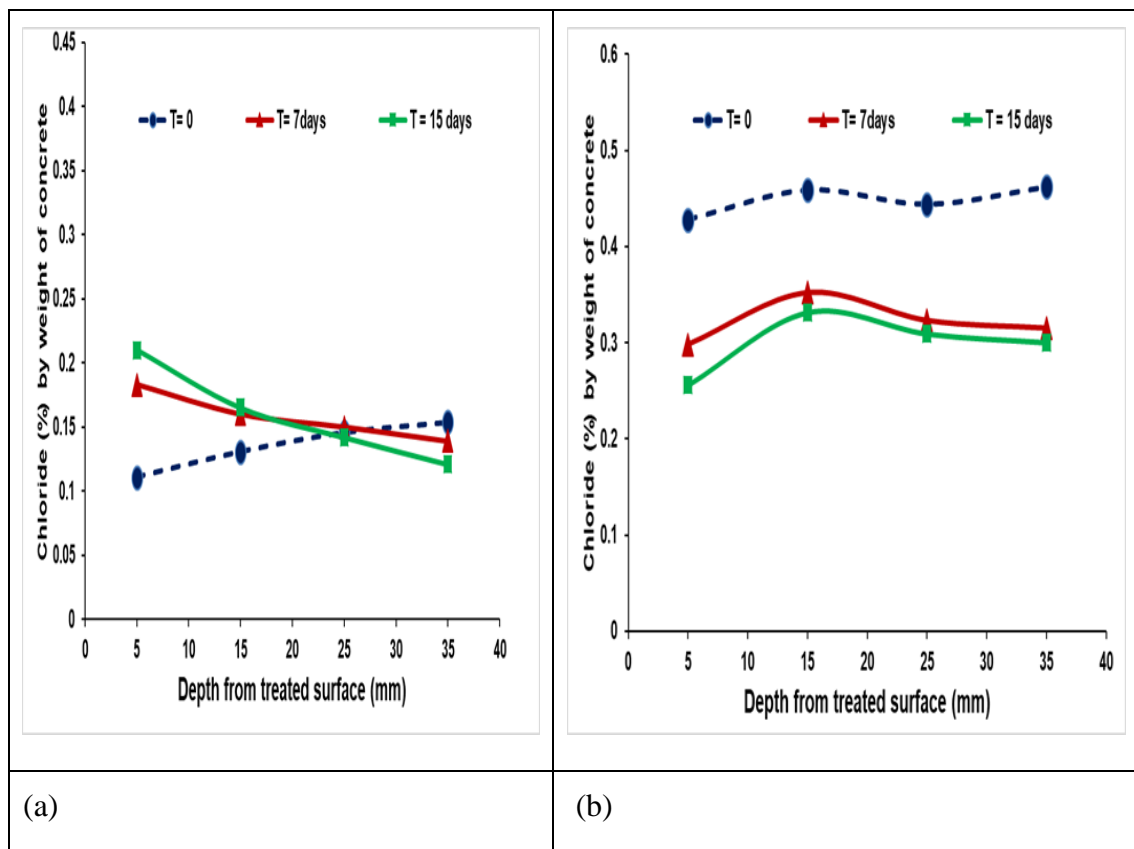 0.45
0.4
0.35
0.3
0.25
0.2
0.15
0.1
0.05
0
Chloride (%) by weight of concrete
T= 0 T= 7days T = 15 days
0 5 10 15 20 25 30 35 40
Depth from treated surface (mm)
0.6
0.5
0.4
0.3
0.2
0.1
0
Chloride (%) by weight of concrete
T= 0 T= 7days T = 15 days
0 5 10 15 20 25 30 35 40
Depth from treated surface (mm)
(a) (b)